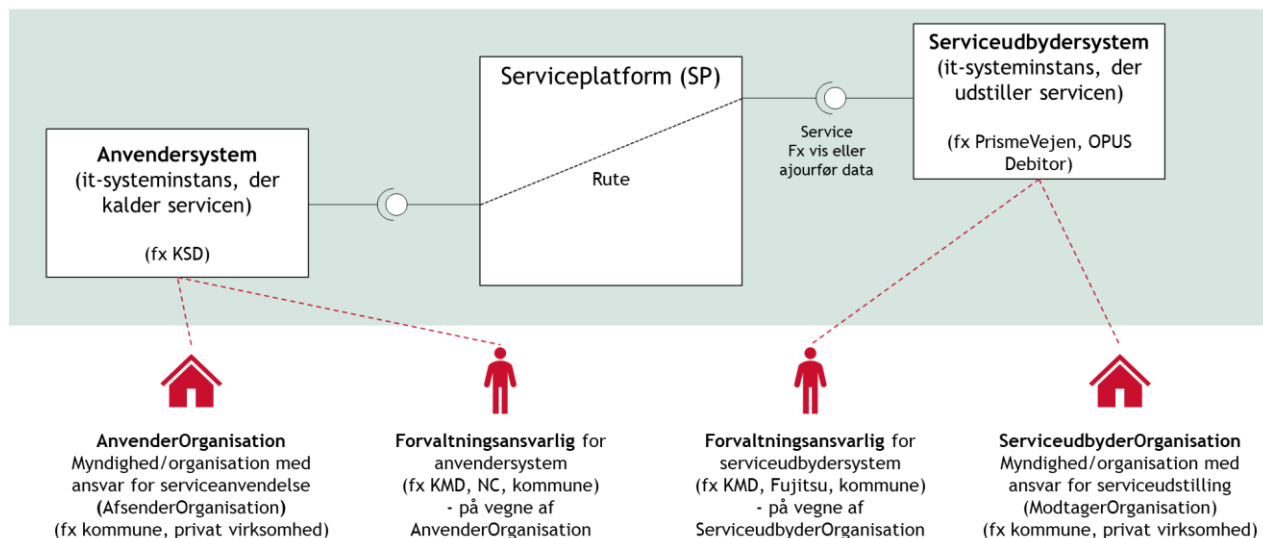 Anvendersystem
(it-systeminstans, der
kalder servicen)
(fx KSD)
Serviceplatform (SP)
Rute
Service
Fx vis eller
ajourfør data
Serviceudbydersystem
(it-systeminstans, der
udstiller servicen)
(fx PrismeVejen, OPUS
Debitor)
AnvenderOrganisation
Myndighed/organisation med
ansvar for serviceanvendelse
(AfsenderOrganisation)
(fx kommune, privat virksomhed)
Forvaltningsansvarlig for
anvendersystem
(fx KMD, NC, kommune)
- på vegne af
AnvenderOrganisation
Forvaltningsansvarlig for
serviceudbydersystem
(fx KMD, Fujitsu, kommune)
- på vegne af
ServiceudbyderOrganisation
ServiceudbyderOrganisation
Myndighed/organisation med
ansvar for serviceudstilling
(ModtagerOrganisation)
(fx kommune, privat virksomhed)